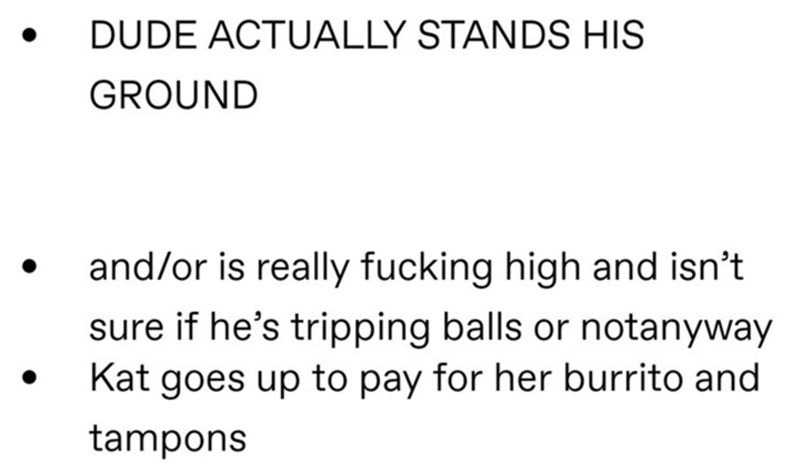 • DUDE ACTUALLY STANDS HIS
GROUND
• and/or is really fucking high and isn’t
sure if he’s tripping balls or notanyway
• Kat goes up to pay for her burrito and
tampons